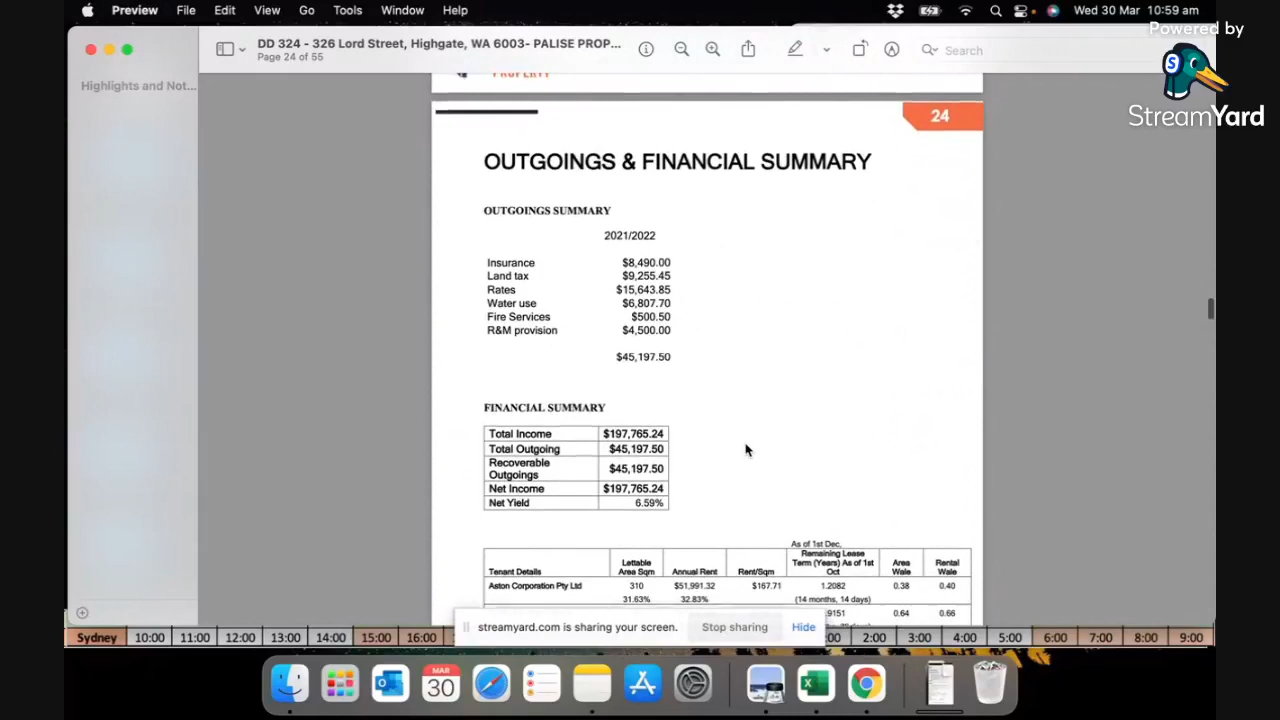 Preview File Edit View Go Tools Window Help Wed 30 Mar 10:59 am
Powered by
StreamYard
DD 324 - 326 Lord Street, Highgate, WA 6003- PALISE PROP...
Page 24 of 55
Search
Highlights and Not...
PROPERTY
24
OUTGOINGS & FINANCIAL SUMMARY
OUTGOINGS SUMMARY
2021/2022
Insurance $8,490.00
Land tax $9,255.45
Rates $15,643.85
Water use $6,807.70
Fire Services $500.50
R&M provision $4,500.00
$45,197.50
FINANCIAL SUMMARY
Total Income $197,765.24
Total Outgoing $45,197.50
Recoverable Outgoings $45,197.50
Net Income $197,765.24
Net Yield 6.59%
As of 1st Dec,
Tenant Details Lettable Area Sqm Annual Rent Rent/Sqm Remaining Lease Term (Years) As of 1st Oct Area Wale Rental Wale
Aston Corporation Pty Ltd 310 $51,991.32 $167.71 1.2082 0.38 0.40
31.63% 32.83% (14 months, 14 days)
.9151 0.64 0.66
streamyard.com is sharing your screen. Stop sharing Hide
Sydney 10:00 11:00 12:00 13:00 14:00 15:00 16:00 2:00 3:00 4:00 5:00 6:00 7:00 8:00 9:00
MAR
30